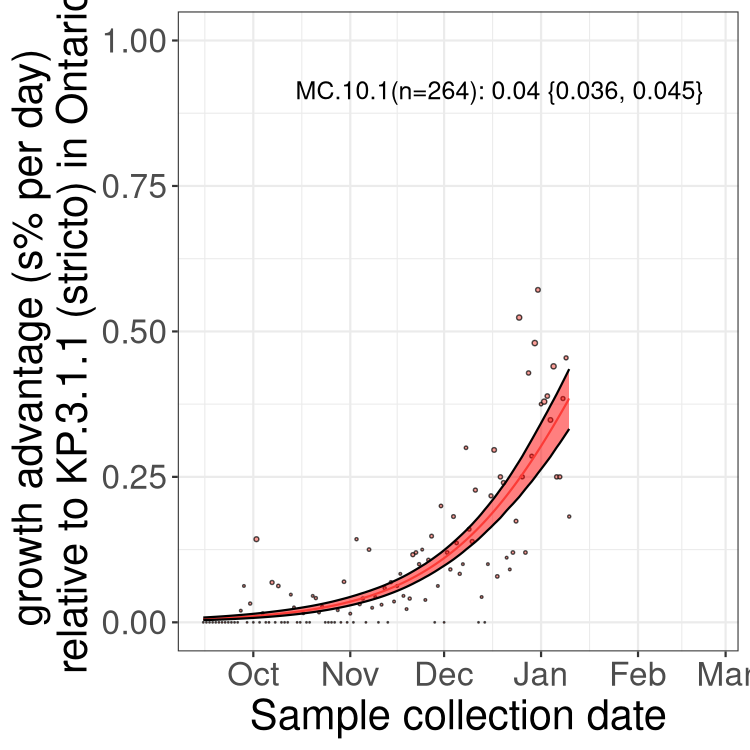 growth advantage (s% per day)
relative to KP.3.1.1 (stricto) in Ontario
1.00
0.75
0.50
0.25
0.00
MC.10.1(n=264): 0.04 {0.036, 0.045}
Oct Nov Dec Jan Feb Mar
Sample collection date